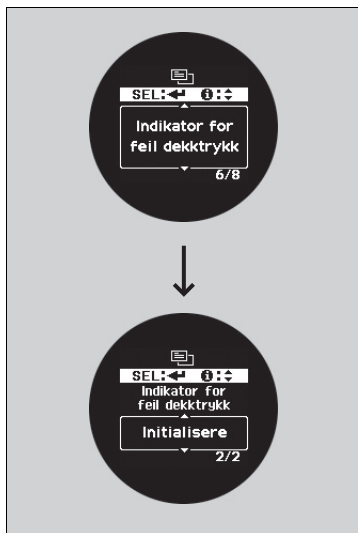 SEL:↵ i:⬍
Indikator for
feil dekktrykk
6/8
SEL:↵ i:⬍
Indikator for
feil dekktrykk
Initialisere
2/2